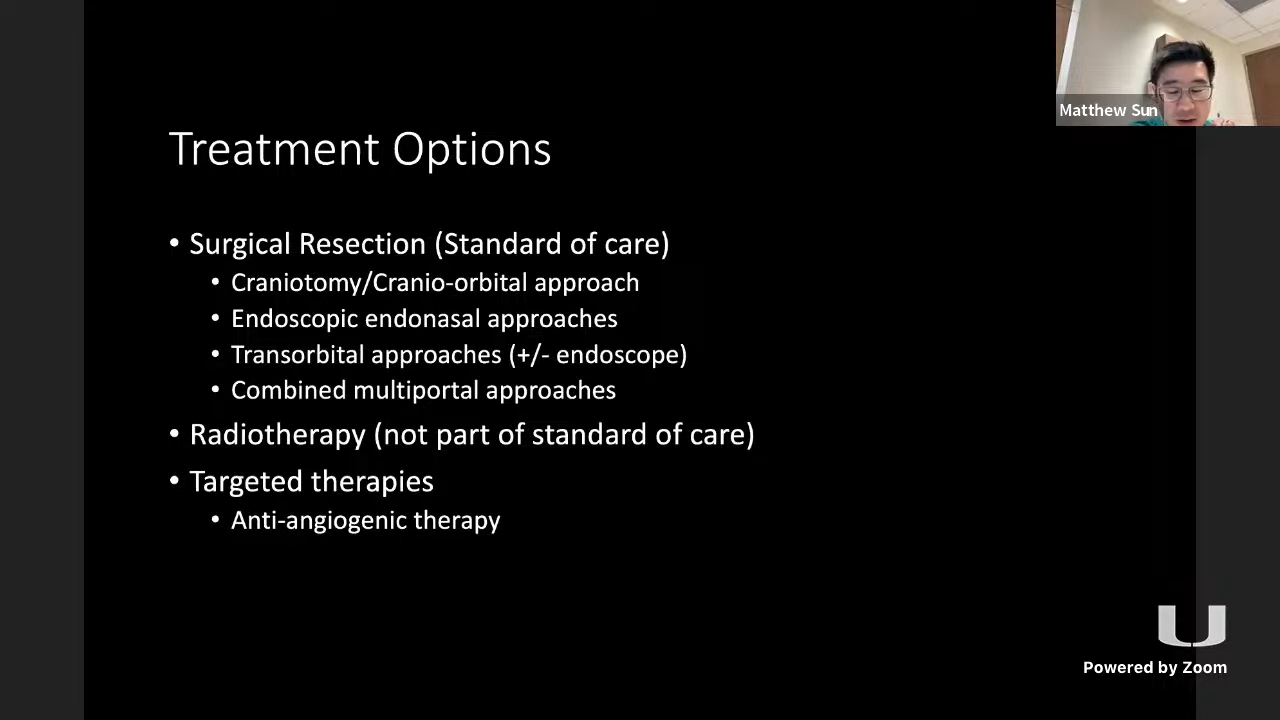 Matthew Sun
Treatment Options
• Surgical Resection (Standard of care)
• Craniotomy/Cranio-orbital approach
• Endoscopic endonasal approaches
• Transorbital approaches (+/- endoscope)
• Combined multiportal approaches
• Radiotherapy (not part of standard of care)
• Targeted therapies
• Anti-angiogenic therapy
U
Powered by Zoom